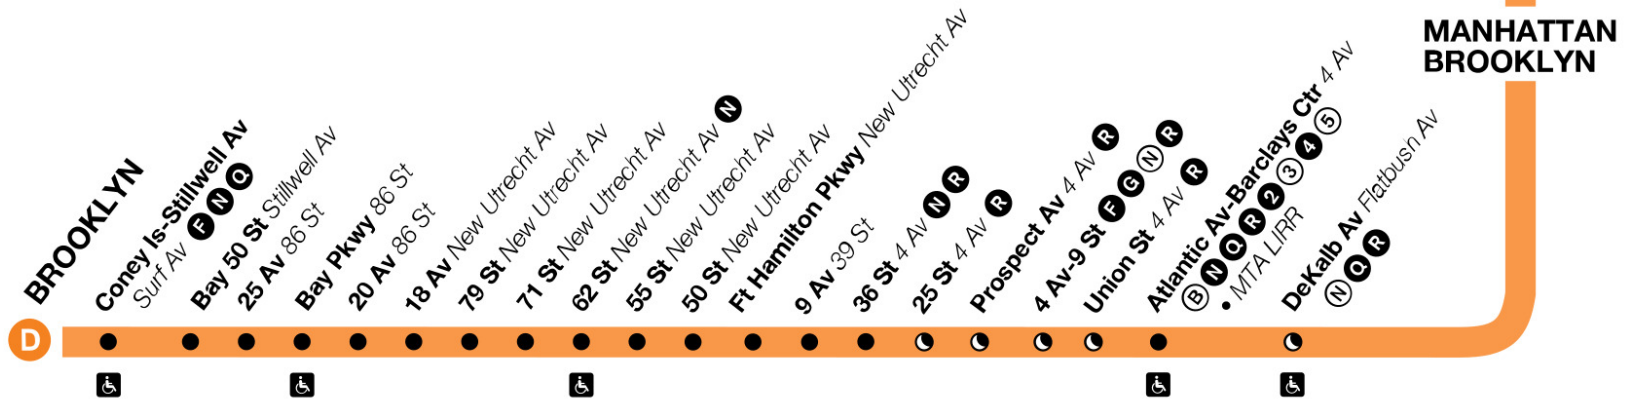 MANHATTAN
BROOKLYN
BROOKLYN
Coney Is-Stillwell Av
Surf Av F N Q
Bay 50 St Stillwell Av
25 Av 86 St
Bay Pkwy 86 St
20 Av 86 St
18 Av New Utrecht Av
79 St New Utrecht Av
71 St New Utrecht Av
62 St New Utrecht Av N
55 St New Utrecht Av
50 St New Utrecht Av
Ft Hamilton Pkwy New Utrecht Av
9 Av 39 St
36 St 4 Av N R
25 St 4 Av R
Prospect Av 4 Av R
4 Av-9 St F G N R
Union St 4 Av R
Atlantic Av-Barclays Ctr 4 Av
B N Q R 2 3 4 5
• MTA LIRR
DeKalb Av Flatbush Av
N Q R
D